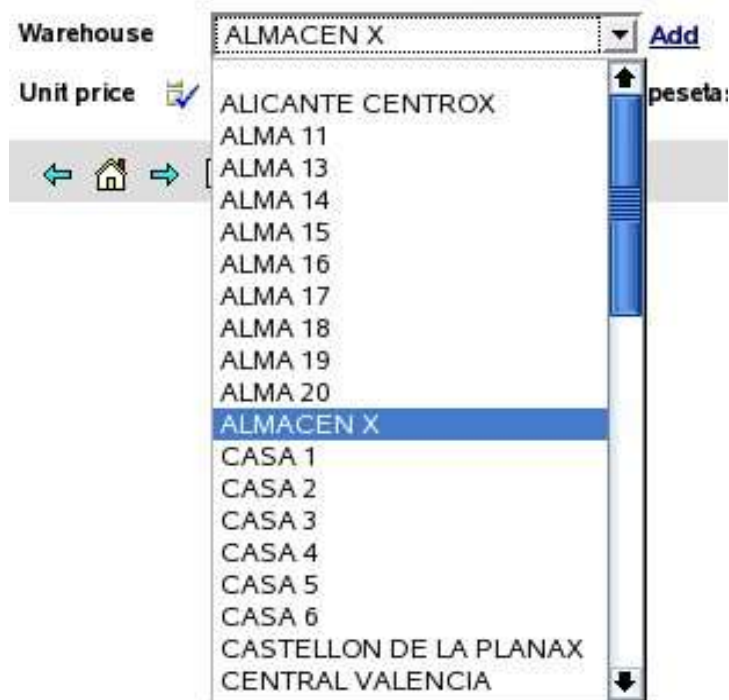 Warehouse ALMACEN X Add
Unit price pesetas
ALICANTE CENTROX
ALMA 11
ALMA 13
ALMA 14
ALMA 15
ALMA 16
ALMA 17
ALMA 18
ALMA 19
ALMA 20
ALMACEN X
CASA 1
CASA 2
CASA 3
CASA 4
CASA 5
CASA 6
CASTELLON DE LA PLANAX
CENTRAL VALENCIA